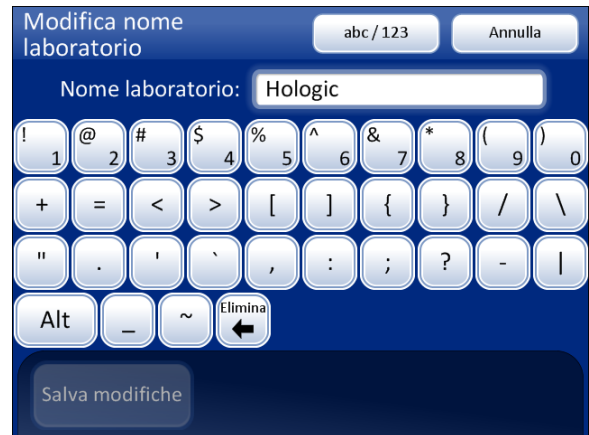 Modifica nome
laboratorio
abc / 123
Annulla
Nome laboratorio: Hologic
! 1 @ 2 # 3 $ 4 % 5 ^ 6 & 7 * 8 ( 9 ) 0
+ = < > [ ] { } / \
" . ' ` , : ; ? - |
Alt _ ~ Elimina
Salva modifiche